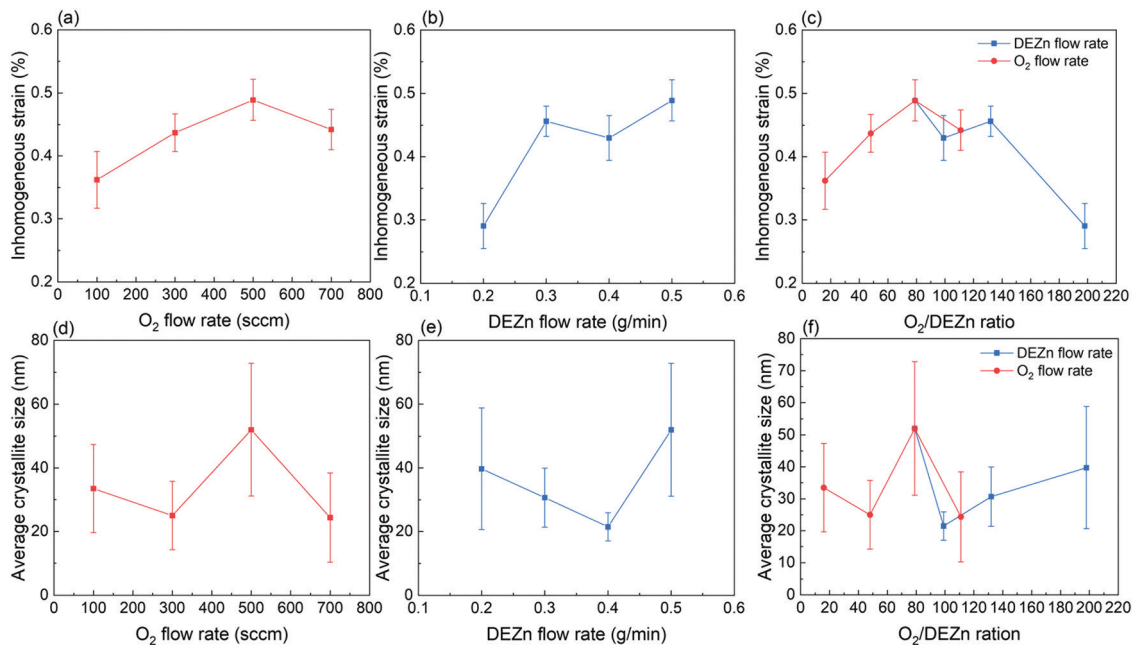 (a)
Inhomogeneous strain (%)
0.6
0.5
0.4
0.3
0.2
0 100 200 300 400 500 600 700 800
O₂ flow rate (sccm)
(b)
Inhomogeneous strain (%)
0.6
0.5
0.4
0.3
0.2
0.1 0.2 0.3 0.4 0.5 0.6
DEZn flow rate (g/min)
(c)
DEZn flow rate
O₂ flow rate
Inhomogeneous strain (%)
0.6
0.5
0.4
0.3
0.2
0 20 40 60 80 100 120 140 160 180 200 220
O₂/DEZn ratio
(d)
Average crystallite size (nm)
80
60
40
20
0
0 100 200 300 400 500 600 700 800
O₂ flow rate (sccm)
(e)
Average crystallite size (nm)
80
60
40
20
0
0.1 0.2 0.3 0.4 0.5 0.6
DEZn flow rate (g/min)
(f)
DEZn flow rate
O₂ flow rate
Average crystallite size (nm)
80
70
60
50
40
30
20
10
0
0 20 40 60 80 100 120 140 160 180 200 220
O₂/DEZn ration